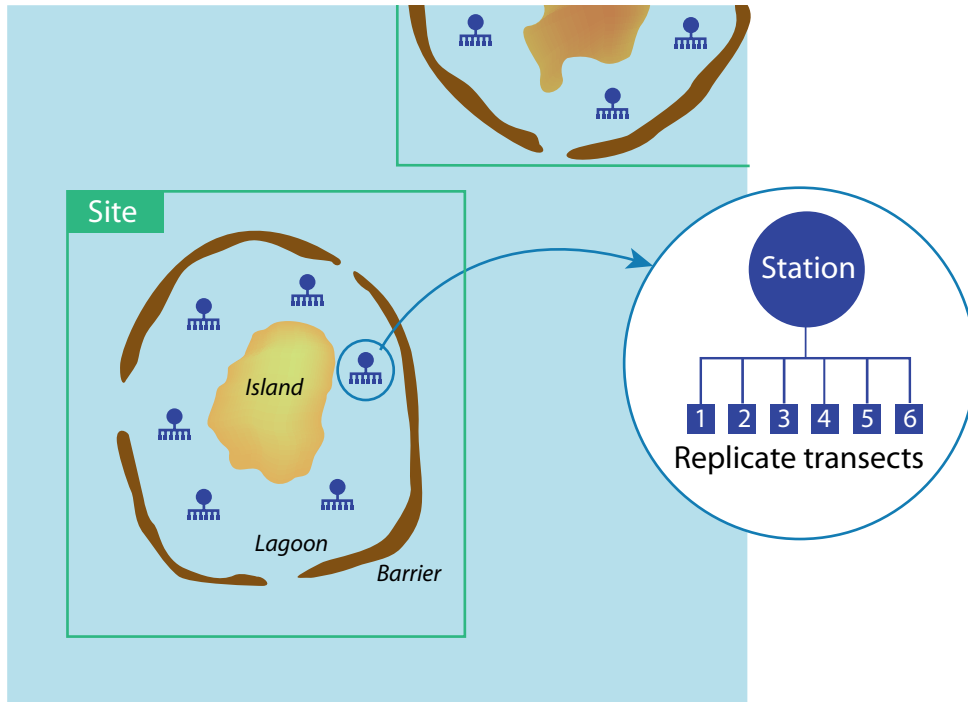 Site
Island
Lagoon
Barrier
Station
1 2 3 4 5 6
Replicate transects